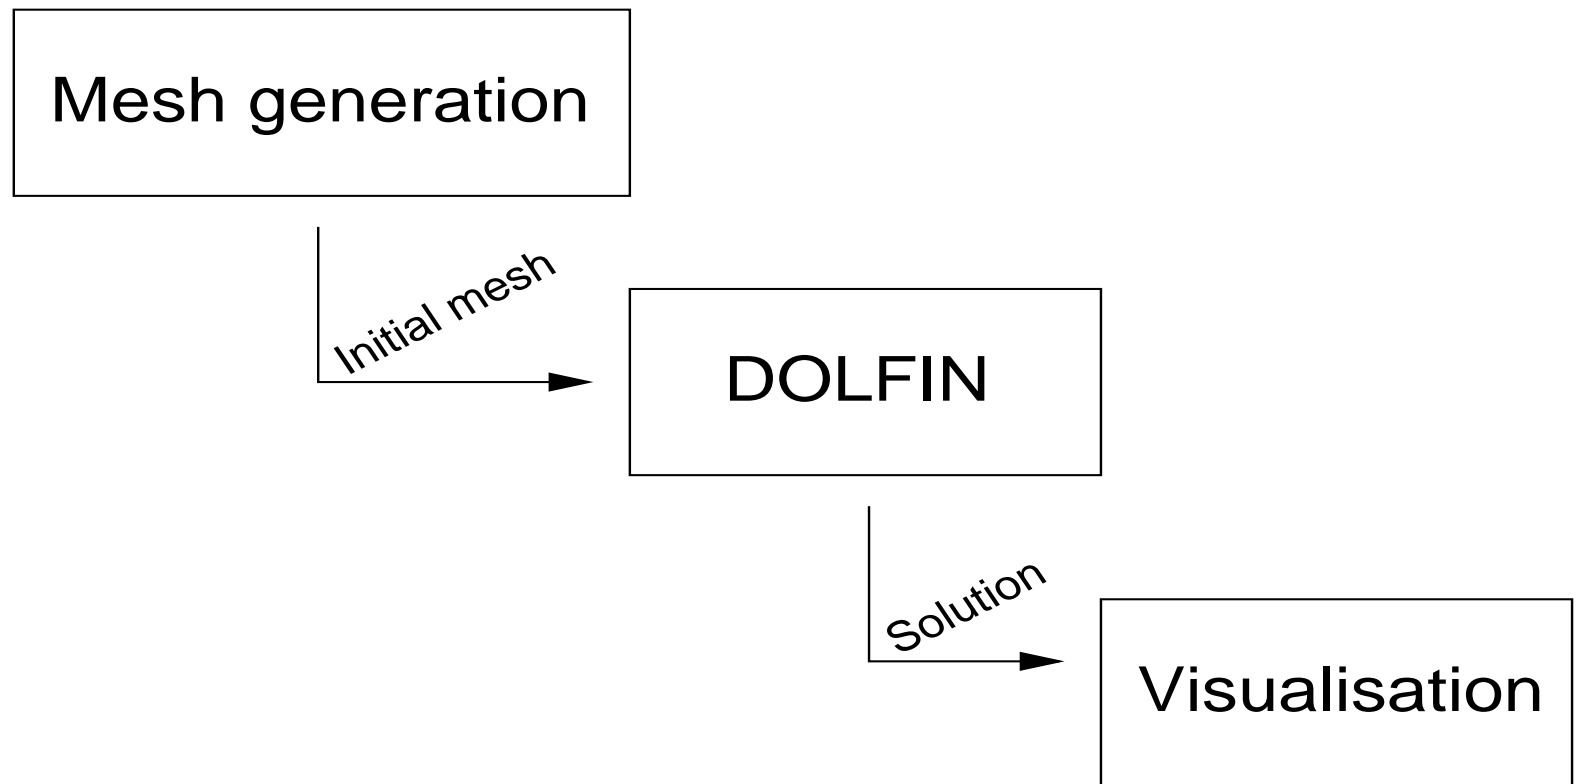 Mesh generation
Initial mesh
DOLFIN
Solution
Visualisation